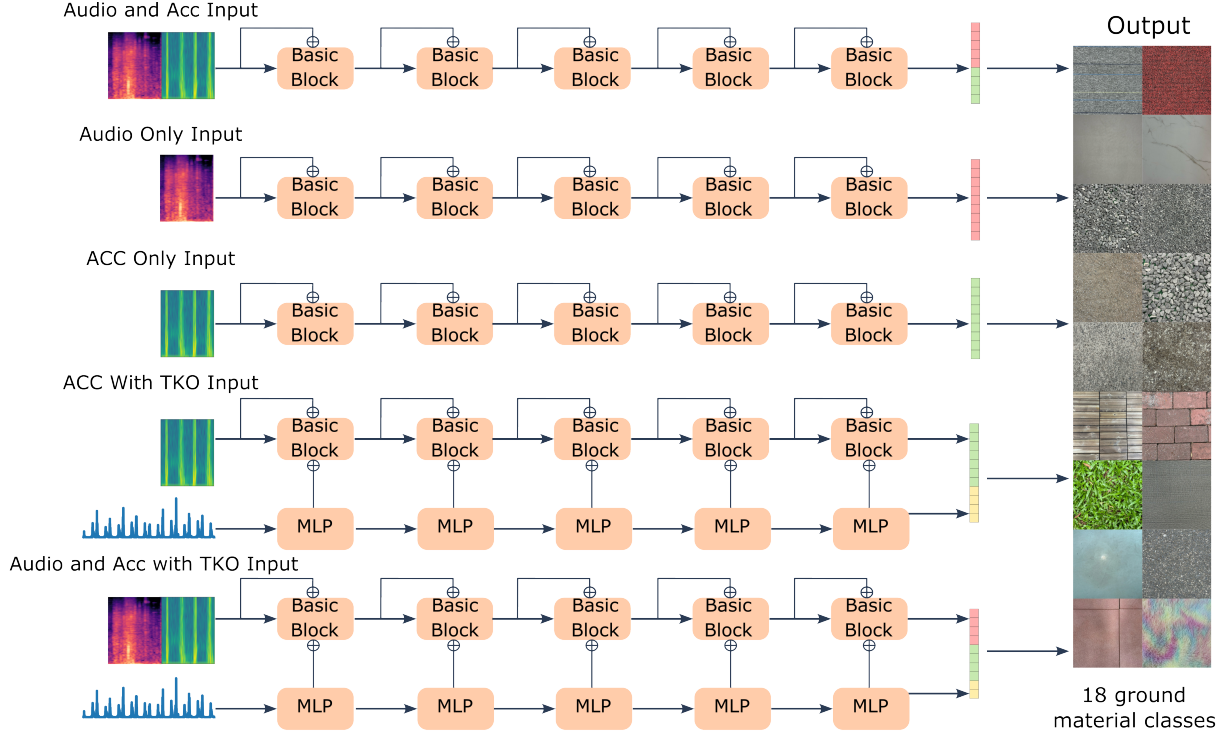 Audio and Acc Input
Output
Basic Block
Basic Block
Basic Block
Basic Block
Basic Block
Audio Only Input
Basic Block
Basic Block
Basic Block
Basic Block
Basic Block
ACC Only Input
Basic Block
Basic Block
Basic Block
Basic Block
Basic Block
ACC With TKO Input
Basic Block
Basic Block
Basic Block
Basic Block
Basic Block
MLP
MLP
MLP
MLP
MLP
Audio and Acc with TKO Input
Basic Block
Basic Block
Basic Block
Basic Block
Basic Block
MLP
MLP
MLP
MLP
MLP
18 ground
material classes